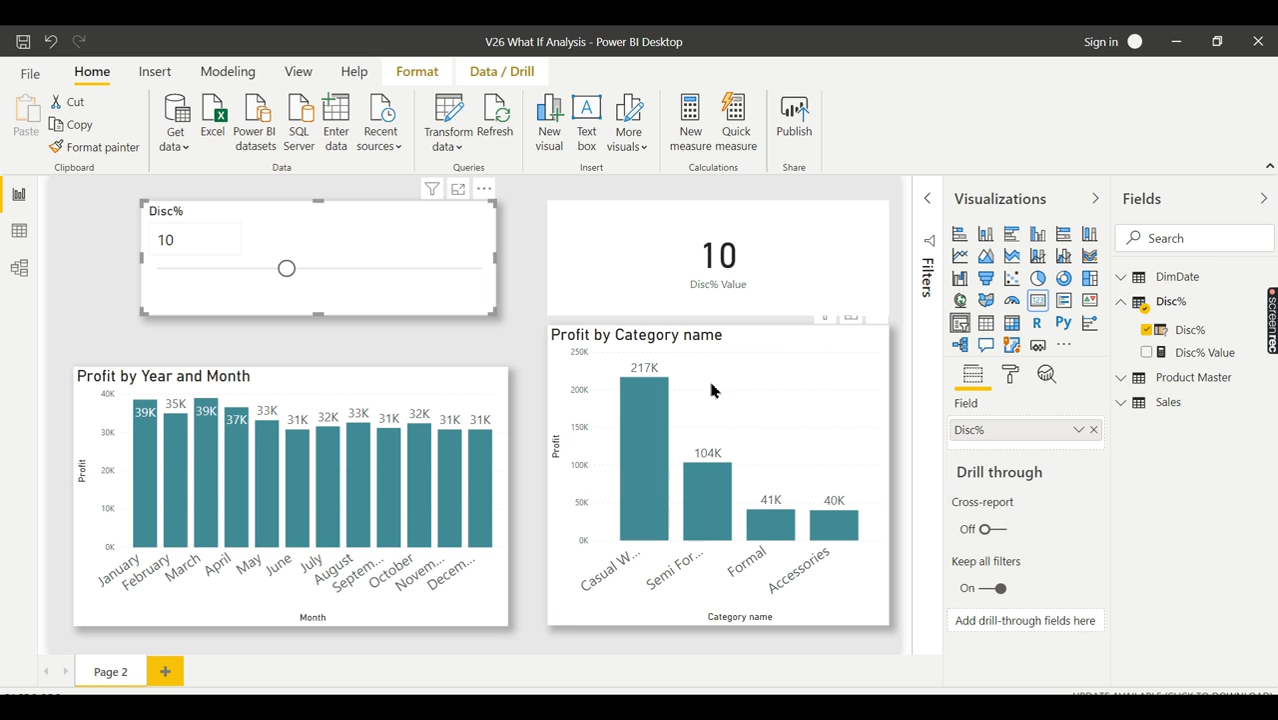 V26 What If Analysis - Power BI Desktop
Sign in
File
Home
Insert
Modeling
View
Help
Format
Data / Drill
Paste
Cut
Copy
Format painter
Clipboard
Get data
Excel
Power BI datasets
SQL Server
Enter data
Recent sources
Data
Transform data
Refresh
Queries
New visual
Text box
More visuals
Insert
New measure
Quick measure
Calculations
Publish
Share
Disc%
10
10
Disc% Value
Profit by Year and Month
40K
30K
20K
10K
0K
Profit
39K
35K
39K
37K
33K
31K
32K
33K
31K
32K
31K
31K
January
February
March
April
May
June
July
August
Septem...
October
Novem...
Decem...
Month
Profit by Category name
250K
200K
150K
100K
50K
0K
Profit
217K
104K
41K
40K
Casual W...
Semi For...
Formal
Accessories
Category name
Filters
Visualizations
R
Py
Field
Disc%
Drill through
Cross-report
Off
Keep all filters
On
Add drill-through fields here
Fields
Search
DimDate
Disc%
Disc%
Disc% Value
Product Master
Sales
screenrec
Page 2
UPDATE AVAILABLE (CLICK TO DOWNLOAD)